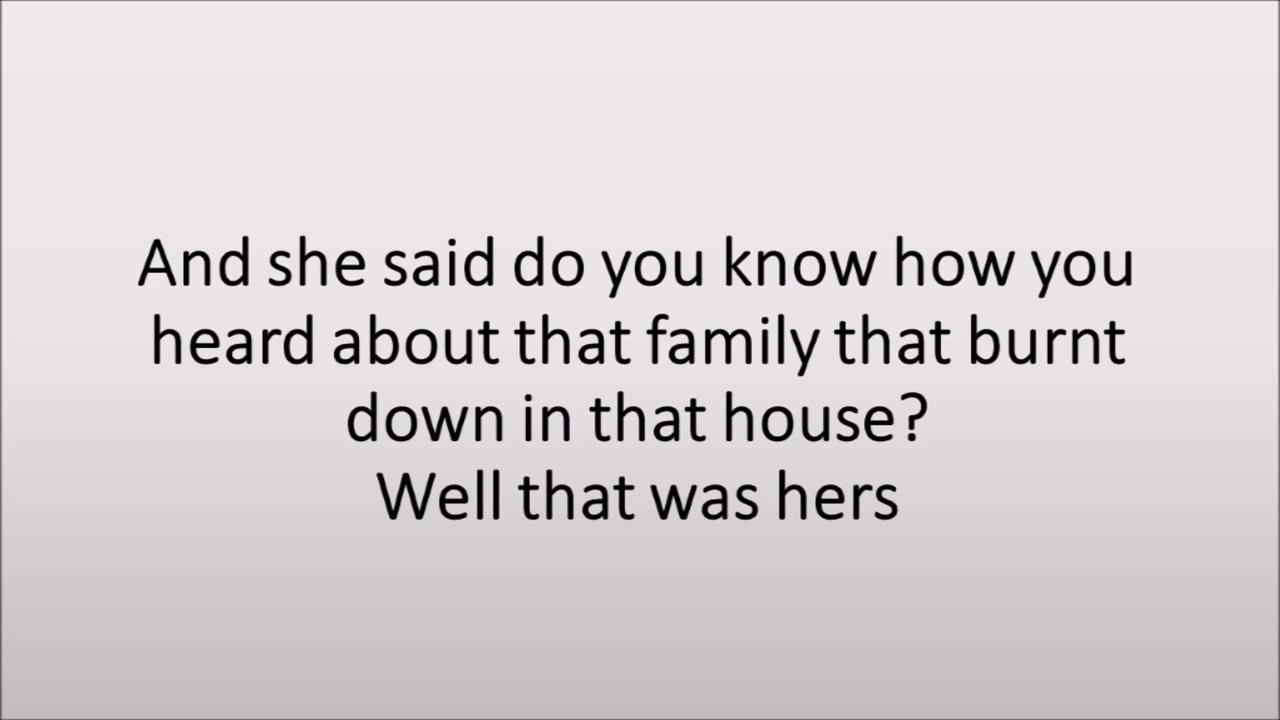 And she said do you know how you
heard about that family that burnt
down in that house?
Well that was hers